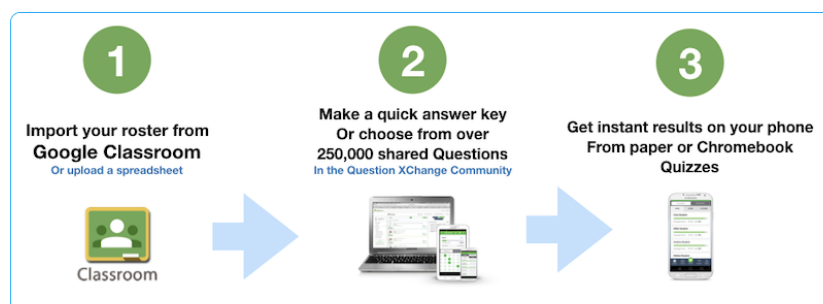 1
Import your roster from
Google Classroom
Or upload a spreadsheet
Classroom
2
Make a quick answer key
Or choose from over
250,000 shared Questions
In the Question XChange Community
3
Get instant results on your phone
From paper or Chromebook
Quizzes